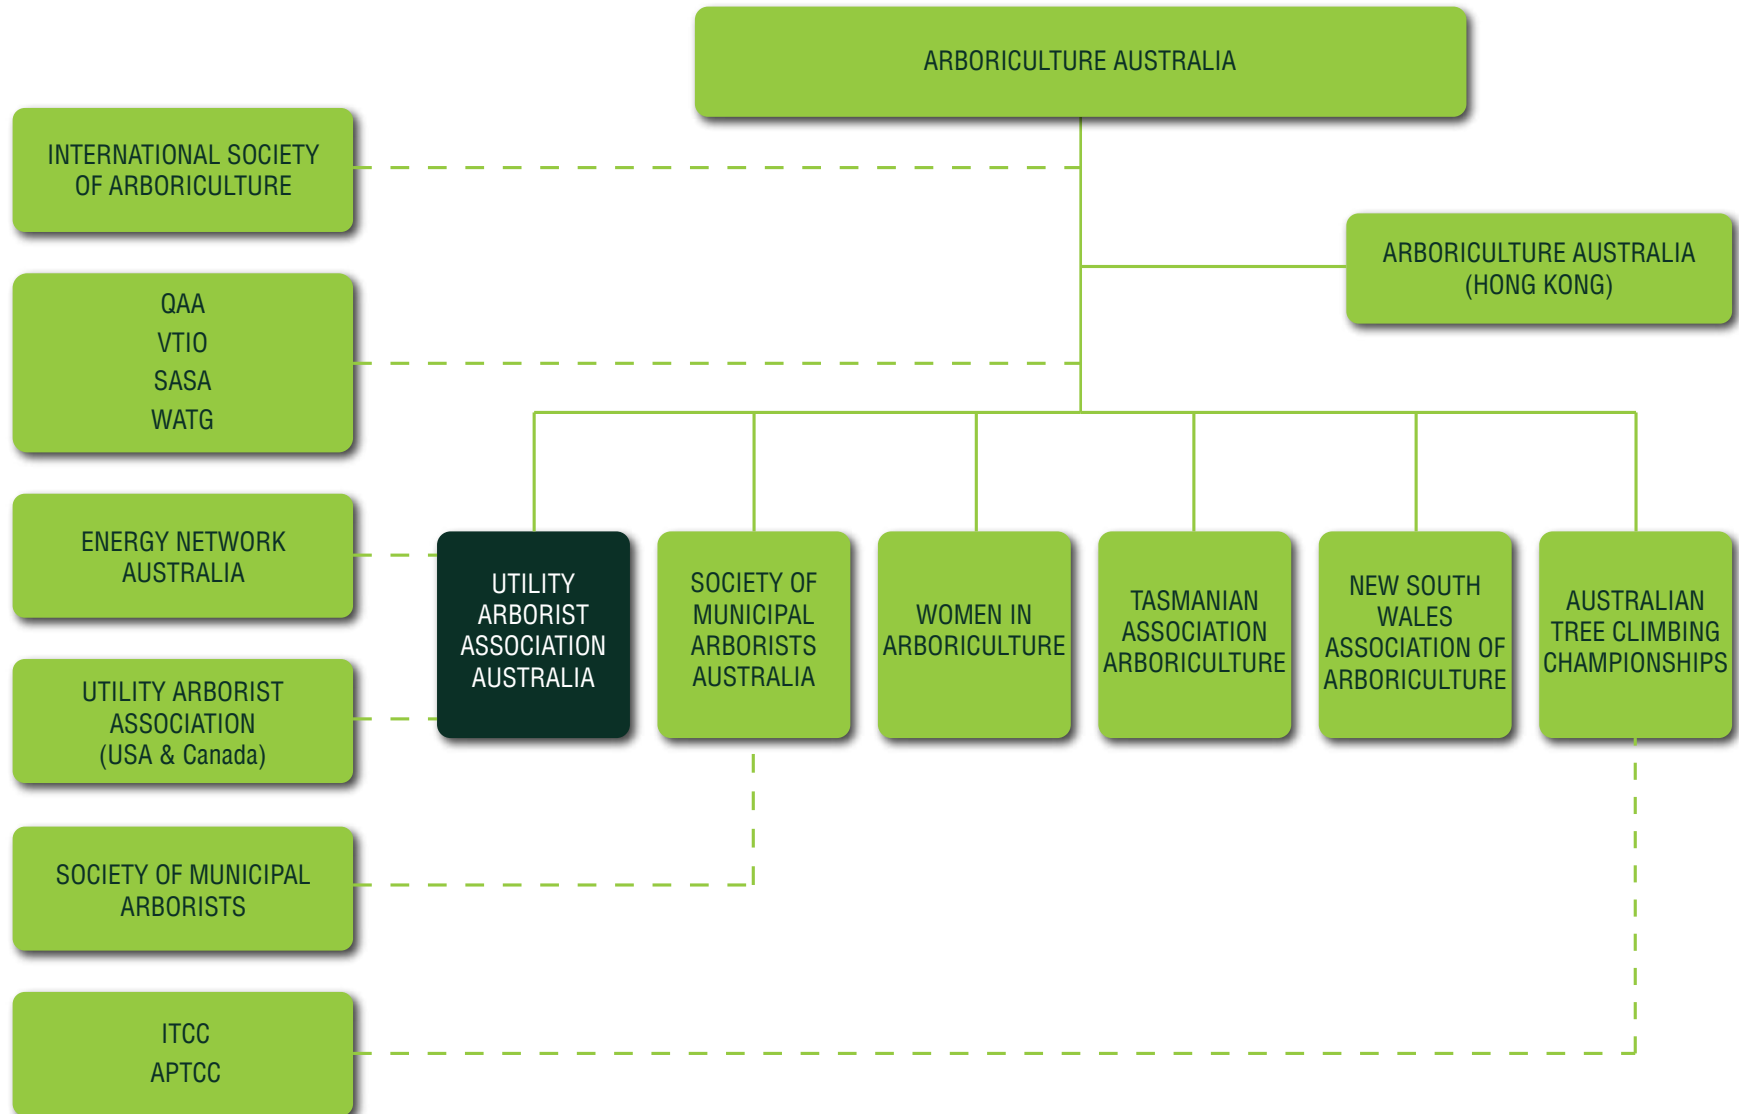 ARBORICULTURE AUSTRALIA
INTERNATIONAL SOCIETY
OF ARBORICULTURE
ARBORICULTURE AUSTRALIA
(HONG KONG)
QAA
VTIO
SASA
WATG
ENERGY NETWORK
AUSTRALIA
UTILITY
ARBORIST
ASSOCIATION
AUSTRALIA
SOCIETY OF
MUNICIPAL
ARBORISTS
AUSTRALIA
WOMEN IN
ARBORICULTURE
TASMANIAN
ASSOCIATION
ARBORICULTURE
NEW SOUTH
WALES
ASSOCIATION OF
ARBORICULTURE
AUSTRALIAN
TREE CLIMBING
CHAMPIONSHIPS
UTILITY ARBORIST
ASSOCIATION
(USA & Canada)
SOCIETY OF MUNICIPAL
ARBORISTS
ITCC
APTCC